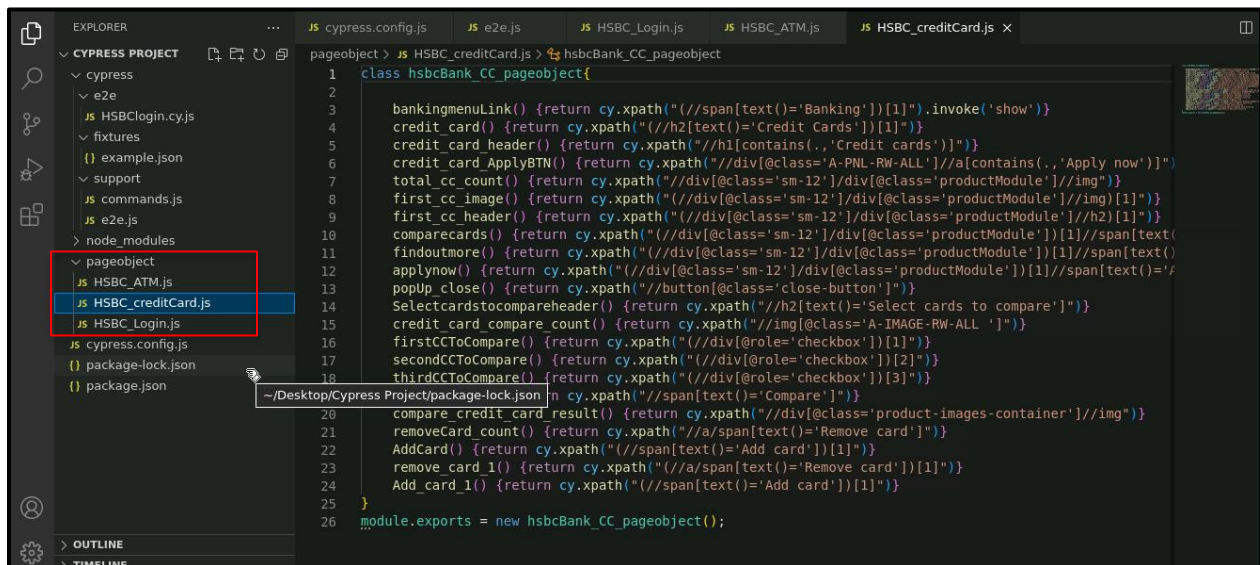 EXPLORER
...
JS cypress.config.js
JS e2e.js
JS HSBC_Login.js
JS HSBC_ATM.js
JS HSBC_creditCard.js ×
CYPRESS PROJECT
cypress
e2e
JS HSBClogin.cy.js
fixtures
{} example.json
support
JS commands.js
JS e2e.js
node_modules
pageobject
JS HSBC_ATM.js
JS HSBC_creditCard.js
JS HSBC_Login.js
JS cypress.config.js
{} package-lock.json
{} package.json
~/Desktop/Cypress Project/package-lock.json
OUTLINE
TIMELINE
pageobject > JS HSBC_creditCard.js > hsbcBank_CC_pageobject
1 class hsbcBank_CC_pageobject{
2
3 bankingmenuLink() {return cy.xpath("(//span[text()='Banking'])[1]").invoke('show')}
4 credit_card() {return cy.xpath("(//h2[text()='Credit Cards'])[1]")}
5 credit_card_header() {return cy.xpath("//h1[contains(.,'Credit cards')]")}
6 credit_card_ApplyBTN() {return cy.xpath("//div[@class='A-PNL-RW-ALL']//a[contains(.,'Apply now')]")
7 total_cc_count() {return cy.xpath("//div[@class='sm-12']/div[@class='productModule']//img")}
8 first_cc_image() {return cy.xpath("(//div[@class='sm-12']/div[@class='productModule']//img)[1]")}
9 first_cc_header() {return cy.xpath("(//div[@class='sm-12']/div[@class='productModule']//h2)[1]")}
10 comparecards() {return cy.xpath("(//div[@class='sm-12']/div[@class='productModule'])[1]//span[text(
11 findoutmore() {return cy.xpath("(//div[@class='sm-12']/div[@class='productModule'])[1]//span[text()
12 applynow() {return cy.xpath("(//div[@class='sm-12']/div[@class='productModule'])[1]//span[text()='A
13 popUp_close() {return cy.xpath("//button[@class='close-button']")}
14 Selectcardstocompareheader() {return cy.xpath("//h2[text()='Select cards to compare']")}
15 credit_card_compare_count() {return cy.xpath("//img[@class='A-IMAGE-RW-ALL ']")}
16 firstCCToCompare() {return cy.xpath("(//div[@role='checkbox'])[1]")}
17 secondCCToCompare() {return cy.xpath("(//div[@role='checkbox'])[2]")}
18 thirdCCToCompare() {return cy.xpath("(//div[@role='checkbox'])[3]")}
rn cy.xpath("//span[text()='Compare']")}
20 compare_credit_card_result() {return cy.xpath("//div[@class='product-images-container']//img")}
21 removeCard_count() {return cy.xpath("//a/span[text()='Remove card']")}
22 AddCard() {return cy.xpath("(//span[text()='Add card'])[1]")}
23 remove_card_1() {return cy.xpath("(//a/span[text()='Remove card'])[1]")}
24 Add_card_1() {return cy.xpath("(//span[text()='Add card'])[1]")}
25 }
26 module.exports = new hsbcBank_CC_pageobject();